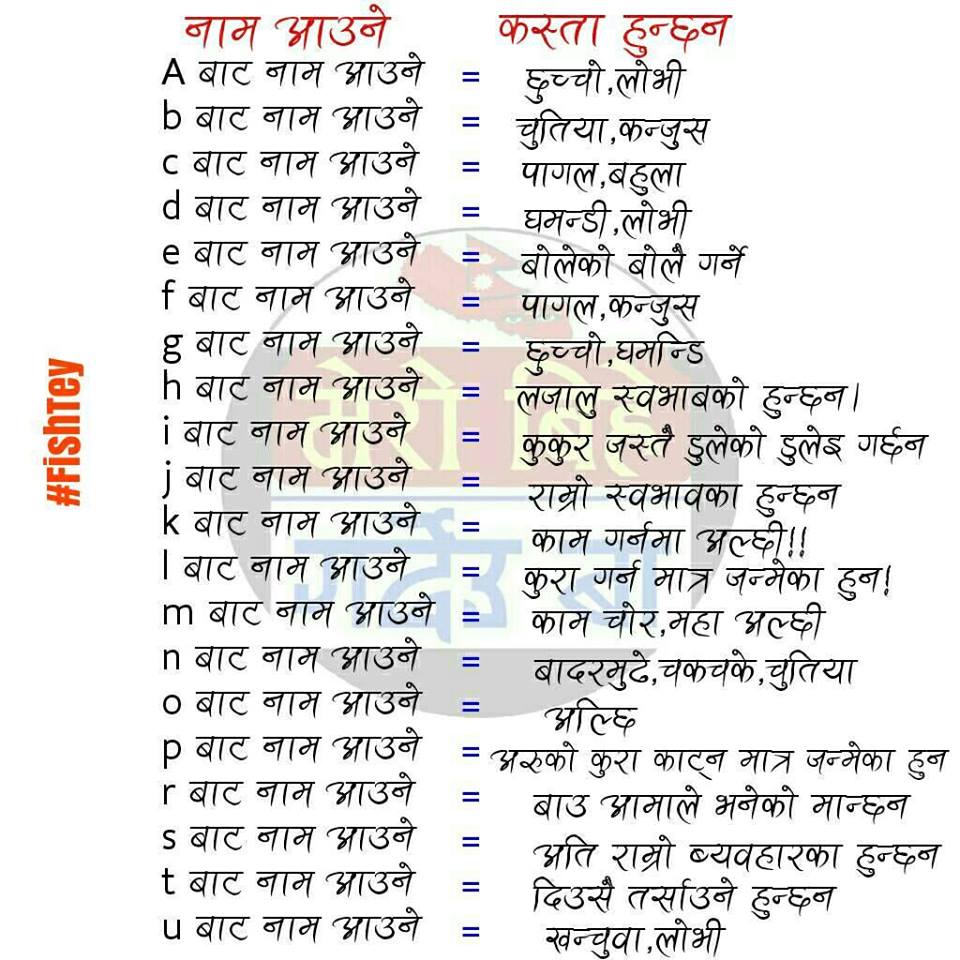 नाम आउने कस्ता हुन्छन
A बाट नाम आउने = छुच्चो,लोभी
b बाट नाम आउने = चुतिया,कन्जुस
c बाट नाम आउने = पागल,बहुला
d बाट नाम आउने = घमन्डी,लोभी
e बाट नाम आउने = बोलेको बोलै गर्ने
f बाट नाम आउने = पागल,कन्जुस
g बाट नाम आउने = छुच्चो,घमन्डि
h बाट नाम आउने = लजालु स्वभाबको हुन्छन।
i बाट नाम आउने = कुकुर जस्तै डुलेको डुलेइ गर्छन
j बाट नाम आउने = राम्रो स्वभावका हुन्छन
k बाट नाम आउने = काम गर्नमा अल्छी!!
l बाट नाम आउने = कुरा गर्न मात्र जन्मेका हुन!
m बाट नाम आउने = काम चोर,महा अल्छी
n बाट नाम आउने = बादरमुढे,चकचके,चुतिया
o बाट नाम आउने = अल्छि
p बाट नाम आउने = अरुको कुरा काट्न मात्र जन्मेका हुन
r बाट नाम आउने = बाउ आमाले भनेको मान्छन
s बाट नाम आउने = अति राम्रो ब्यवहारका हुन्छन
t बाट नाम आउने = दिउसै तर्साउने हुन्छन
u बाट नाम आउने = खन्चुवा,लोभी
#FishTey
मेरो बिहे
गर्देउ बा